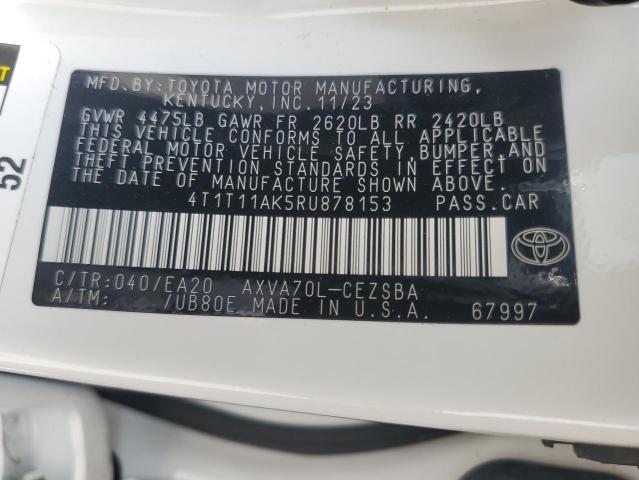 MFD. BY: TOYOTA MOTOR MANUFACTURING,
KENTUCKY, INC. 11/23
GVWR 4475LB GAWR FR 2620LB RR 2420LB
THIS VEHICLE CONFORMS TO ALL APPLICABLE
FEDERAL MOTOR VEHICLE SAFETY, BUMPER, AND
THEFT PREVENTION STANDARDS IN EFFECT ON
THE DATE OF MANUFACTURE SHOWN ABOVE.
4T1T11AK5RU878153 PASS.CAR
C/TR: 040/EA20 AXVA70L-CEZSBA
A/TM: /UB80E MADE IN U.S.A. 67997
52